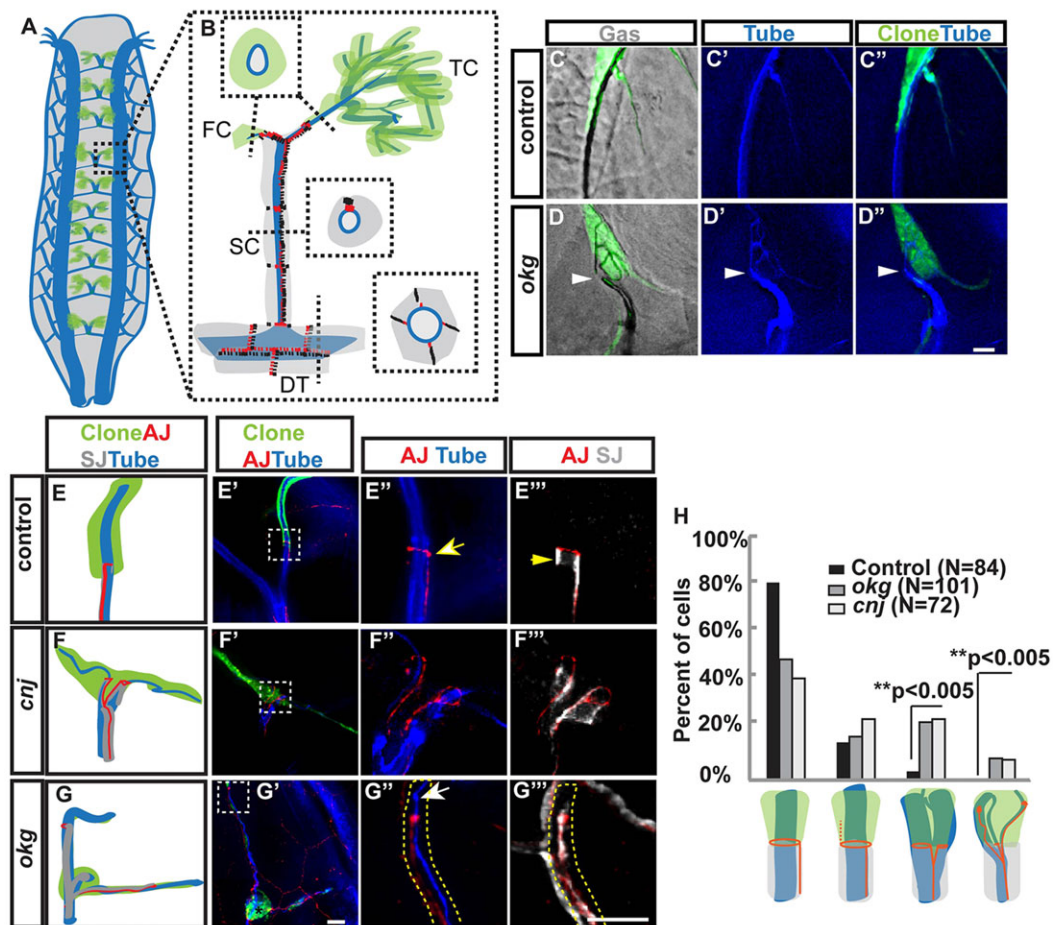 A
B
TC
FC
SC
DT
Gas
Tube
CloneTube
control
C
C'
C"
okg
D
D'
D"
CloneAJ
SJTube
Clone
AJTube
AJ Tube
AJ SJ
control
E
E'
E"
E'"
cnj
F
F'
F"
F'"
okg
G
G'
G"
G'"
*
H
Percent of cells
100%
80%
60%
40%
20%
0%
Control (N=84)
okg (N=101)
cnj (N=72)
**p<0.005
**p<0.005